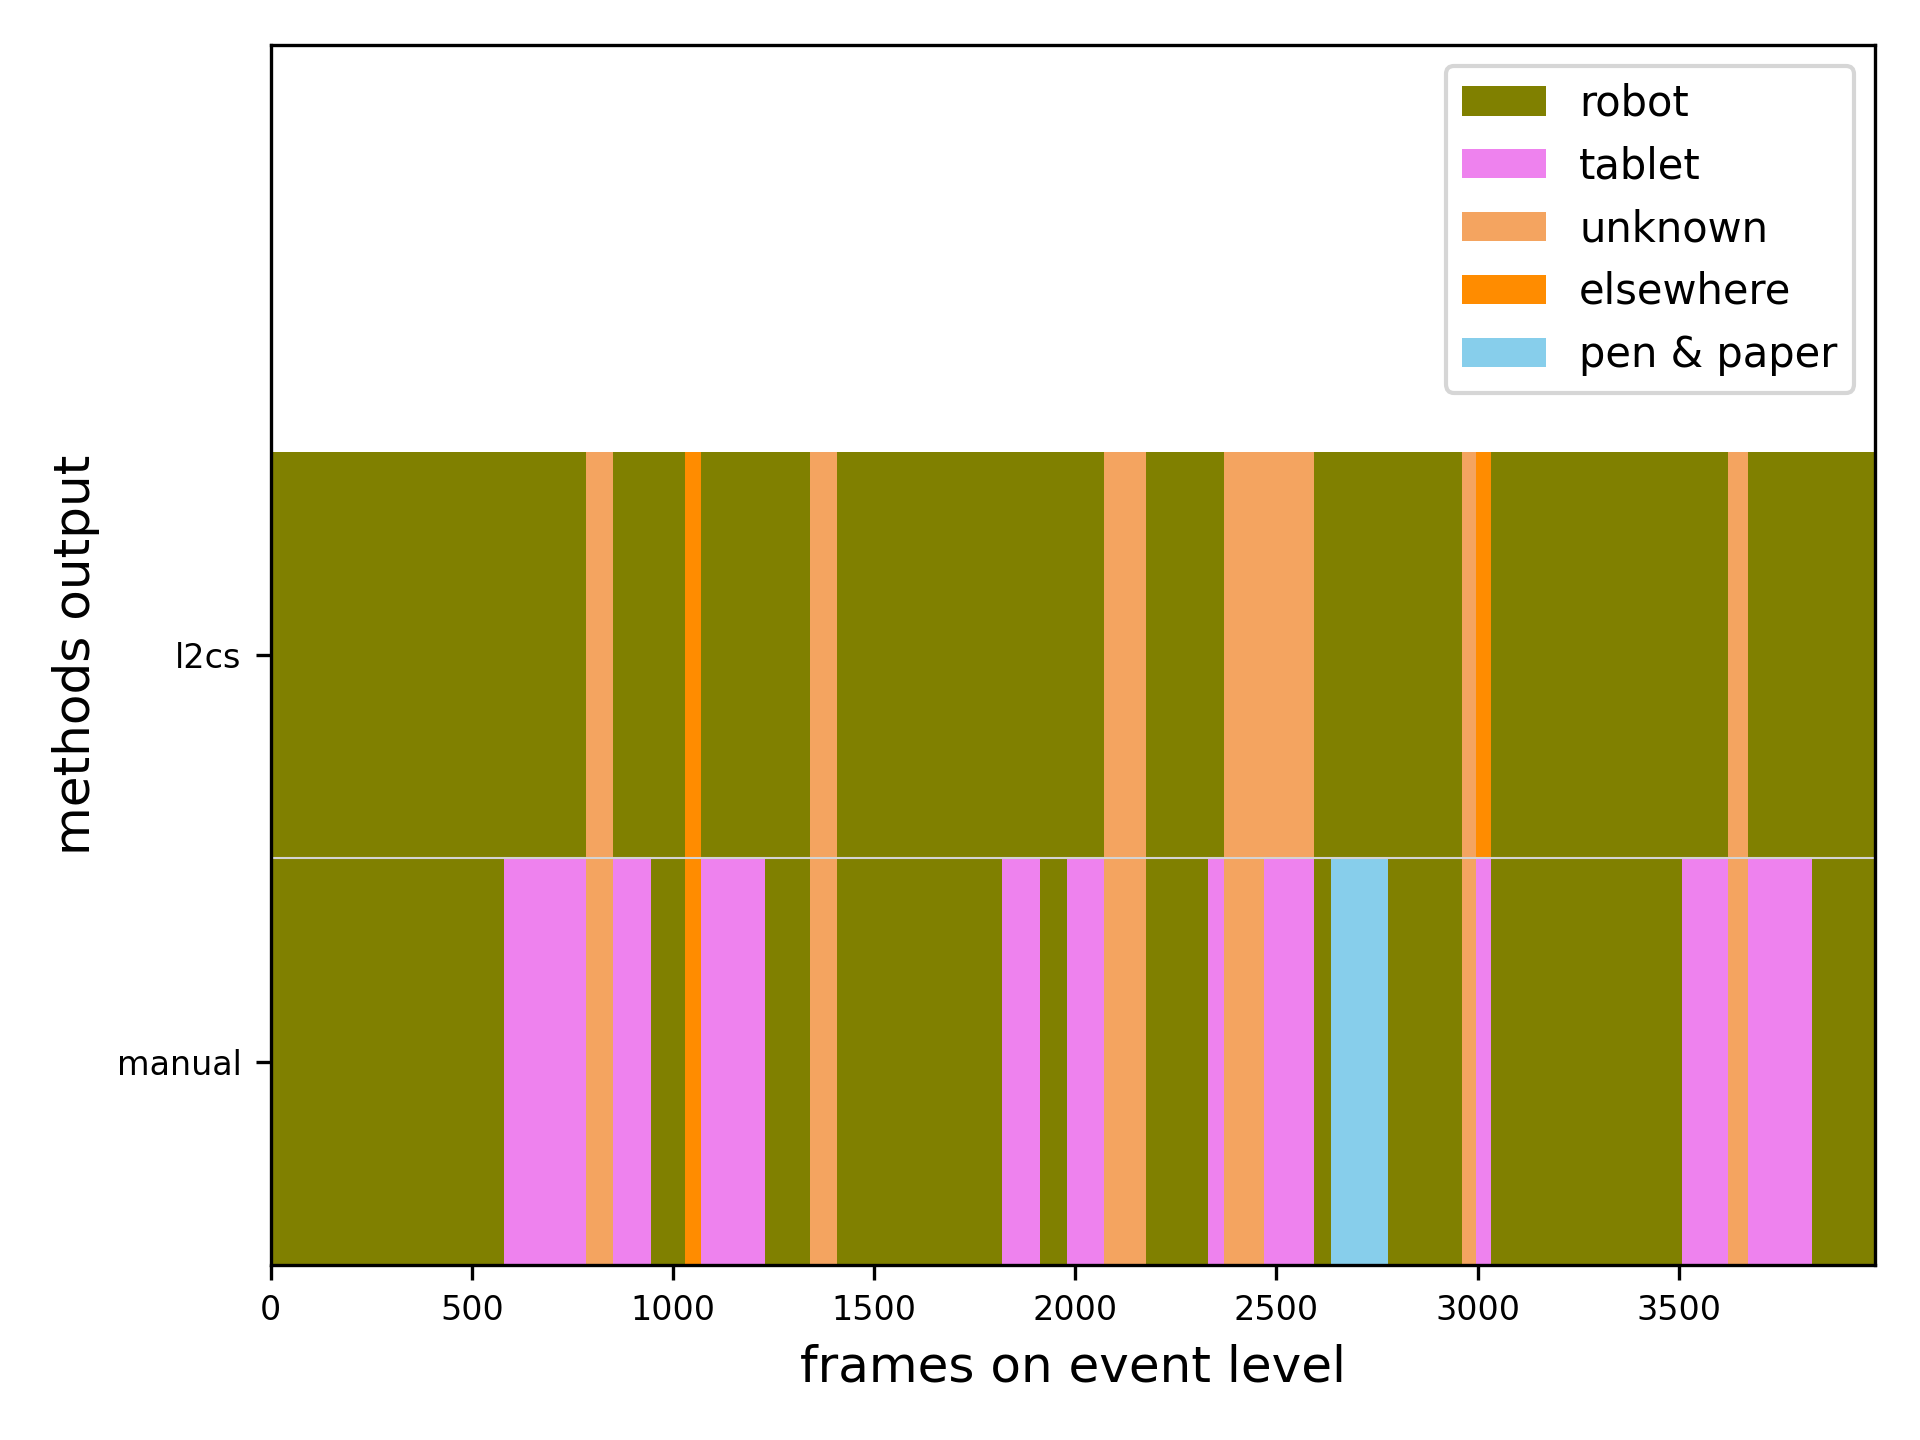 robot
tablet
unknown
elsewhere
pen & paper
methods output
l2cs
manual
0 500 1000 1500 2000 2500 3000 3500
frames on event level